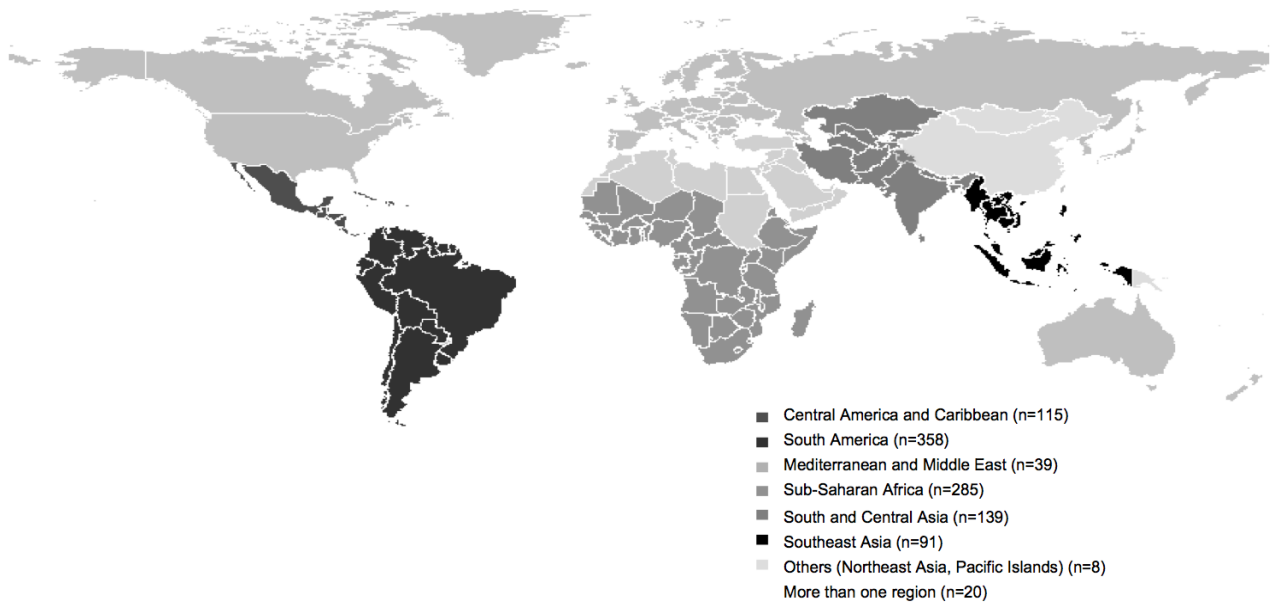 Central America and Caribbean (n=115)
South America (n=358)
Mediterranean and Middle East (n=39)
Sub-Saharan Africa (n=285)
South and Central Asia (n=139)
Southeast Asia (n=91)
Others (Northeast Asia, Pacific Islands) (n=8)
More than one region (n=20)